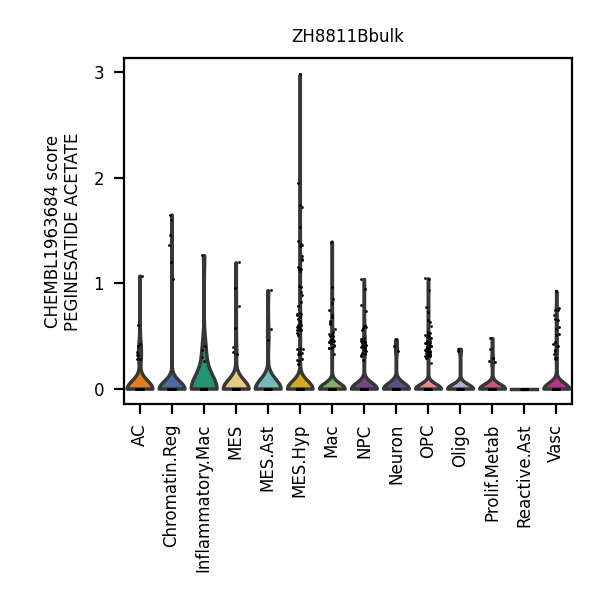 ZH8811Bbulk
CHEMBL1963684 score
PEGINESATIDE ACETATE
3
2
1
0
AC
Chromatin.Reg
Inflammatory.Mac
MES
MES.Ast
MES.Hyp
Mac
NPC
Neuron
OPC
Oligo
Prolif.Metab
Reactive.Ast
Vasc